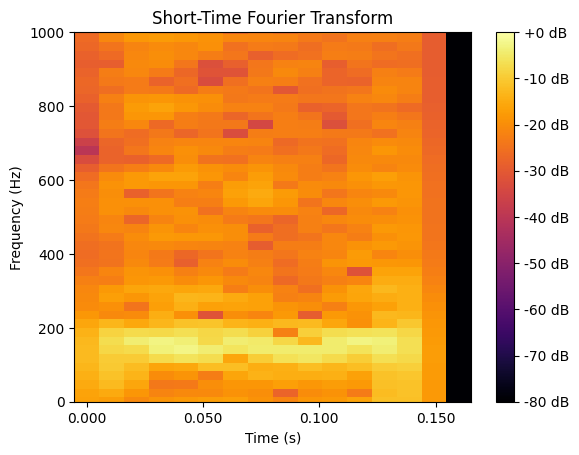 Short-Time Fourier Transform
1000
800
600
400
200
0
Frequency (Hz)
0.000
0.050
0.100
0.150
Time (s)
+0 dB
-10 dB
-20 dB
-30 dB
-40 dB
-50 dB
-60 dB
-70 dB
-80 dB